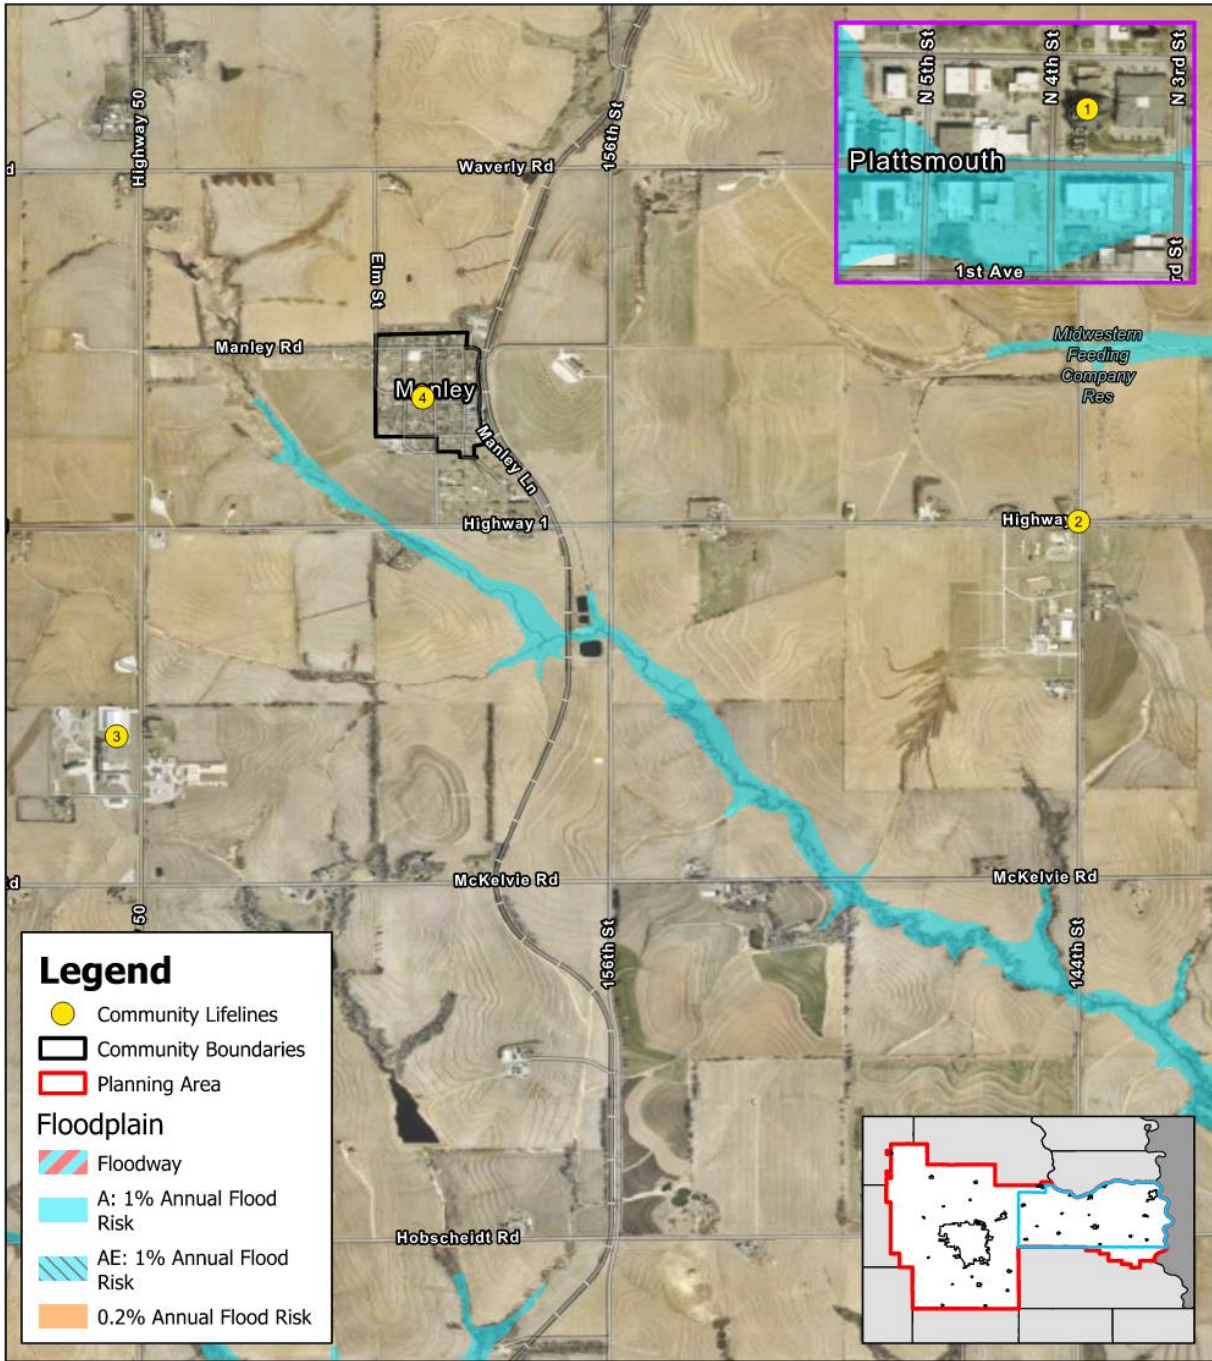 N 5th St
N 4th St
N 3rd St
1
Plattsmouth
rd St
1st Ave
Highway 50
156th St
d
Waverly Rd
Elm St
Manley Rd
Manley
4
Manley Ln
Midwestern
Feeding
Company
Res
Highway 1
Highway
2
3
d
McKelvie Rd
McKelvie Rd
50
156th St
144th St
Hobscheidt Rd
Legend
Community Lifelines
Community Boundaries
Planning Area
Floodplain
Floodway
A: 1% Annual Flood
Risk
AE: 1% Annual Flood
Risk
0.2% Annual Flood Risk